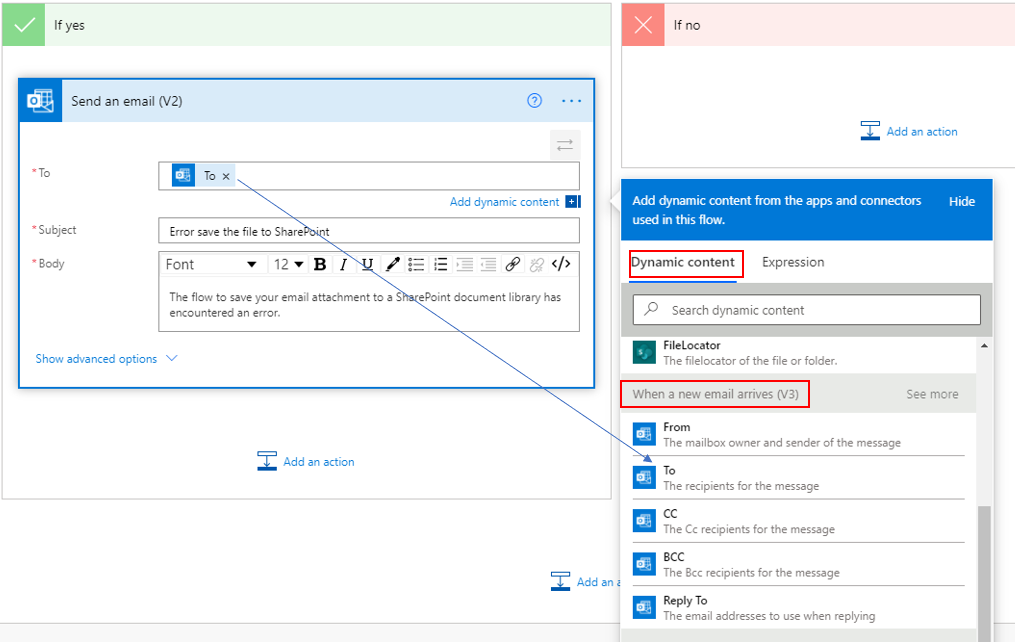 If yes
If no
Send an email (V2)
Add an action
* To
To ×
Add dynamic content
* Subject
Error save the file to SharePoint
* Body
Font
12
B
I
U
</>
The flow to save your email attachment to a SharePoint document library has
encountered an error.
Show advanced options
Add an action
Add an a
Add dynamic content from the apps and connectors
used in this flow.
Hide
Dynamic content
Expression
Search dynamic content
FileLocator
The filelocator of the file or folder.
When a new email arrives (V3)
See more
From
The mailbox owner and sender of the message
To
The recipients for the message
CC
The Cc recipients for the message
BCC
The Bcc recipients for the message
Reply To
The email addresses to use when replying